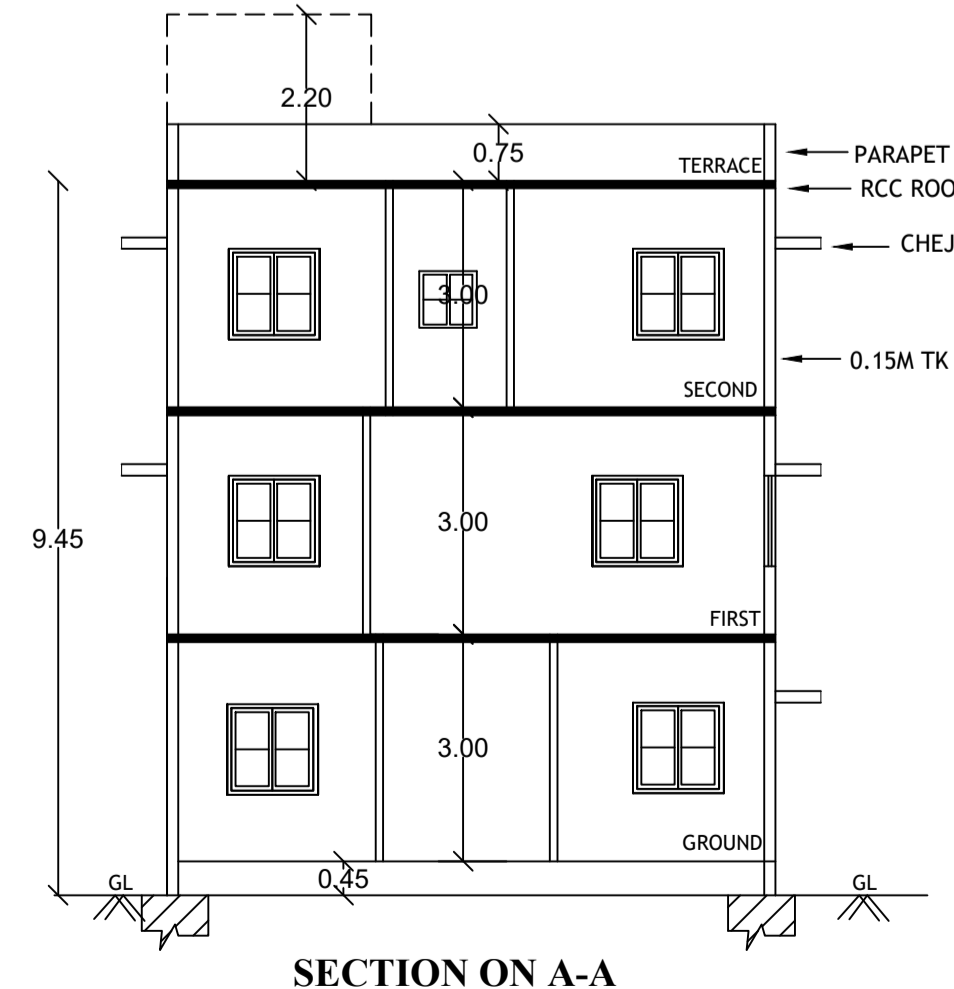 2.20
0.75
TERRACE
PARAPET
RCC ROO
CHEJ
3.00
0.15M TK
SECOND
3.00
9.45
FIRST
3.00
GROUND
0.45
GL
GL
SECTION ON A-A